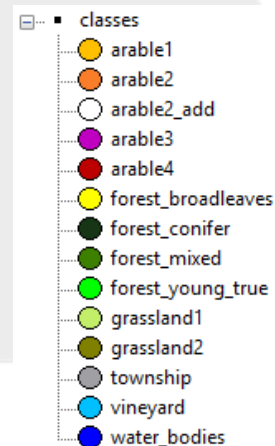 classes
arable1
arable2
arable2_add
arable3
arable4
forest_broadleaves
forest_conifer
forest_mixed
forest_young_true
grassland1
grassland2
township
vineyard
water_bodies